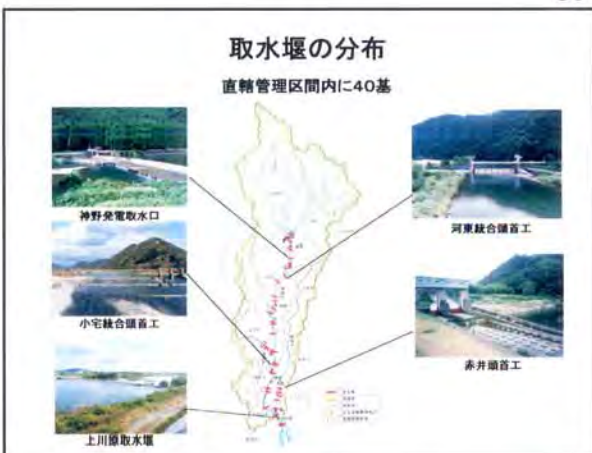 取水堰の分布
直轄管理区間内に40基
神野発電取水口
河東統合頭首工
小宅統合頭首工
赤井頭首工
上川原取水堰